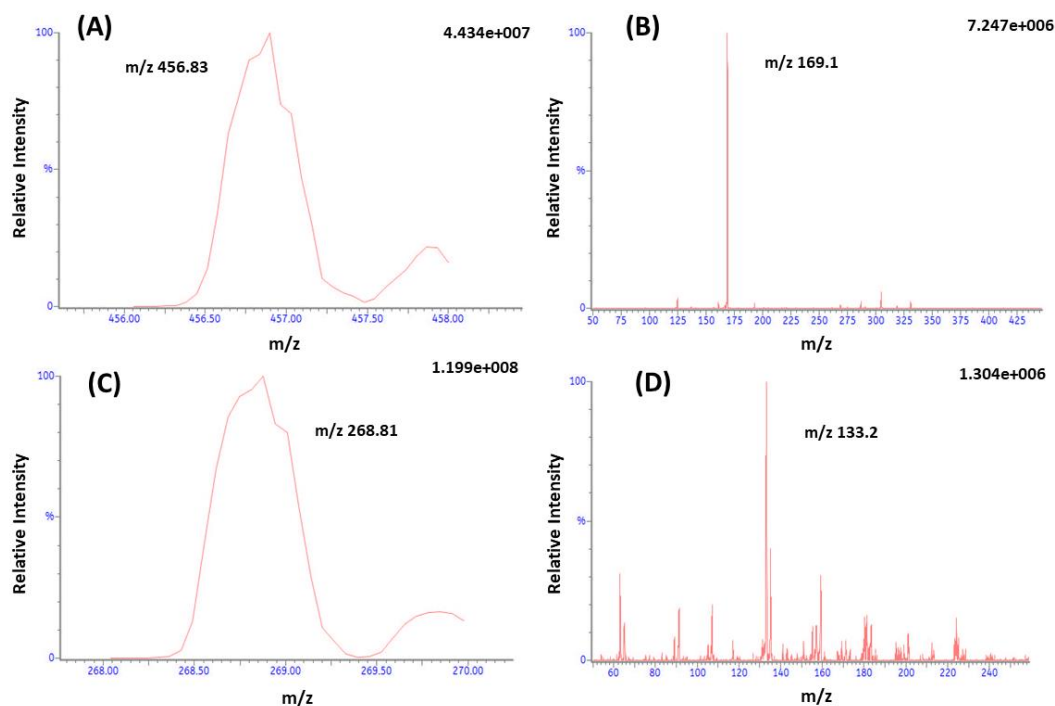 (A)
4.434e+007
m/z 456.83
Relative Intensity
100
%
0
456.00 456.50 457.00 457.50 458.00
m/z
(B)
7.247e+006
m/z 169.1
Relative Intensity
100
%
0
50 75 100 125 150 175 200 225 250 275 300 325 350 375 400 425
m/z
(C)
1.199e+008
m/z 268.81
Relative Intensity
100
%
0
268.00 268.50 269.00 269.50 270.00
m/z
(D)
1.304e+006
m/z 133.2
Relative Intensity
100
%
0
60 80 100 120 140 160 180 200 220 240
m/z